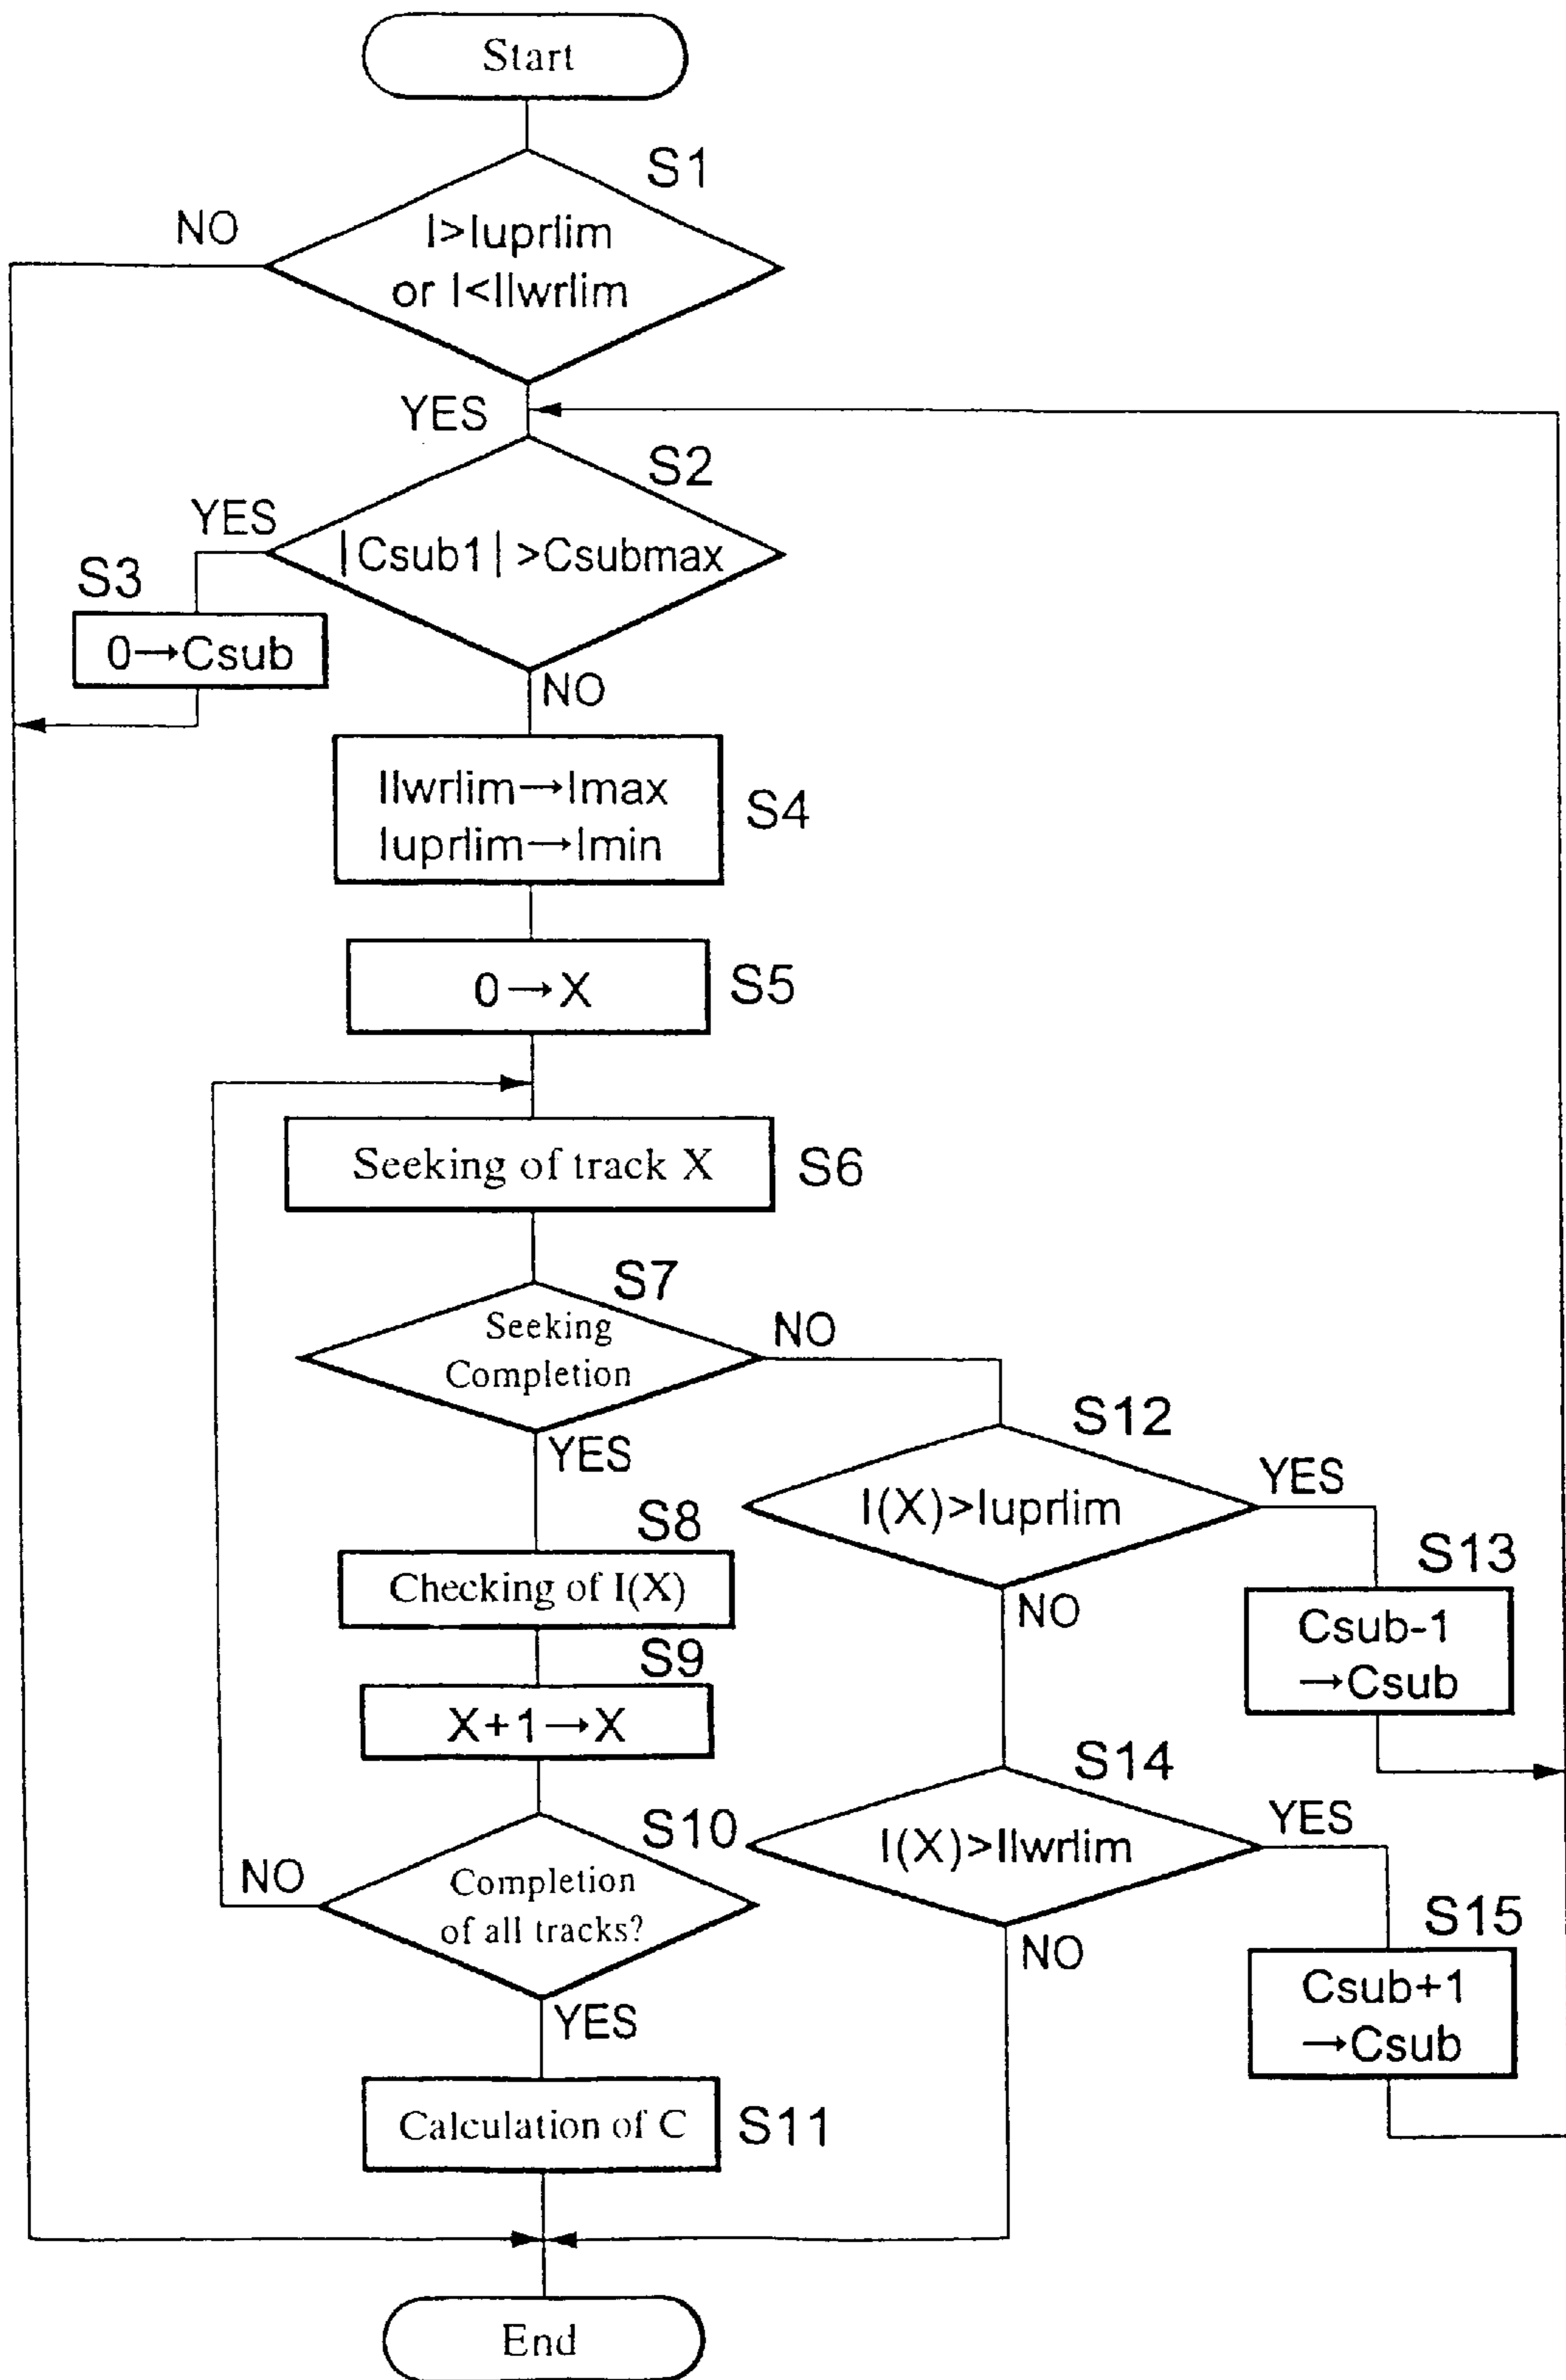 Start
S1
NO
I>Iuprlim
or I<Ilwrlim
YES
S2
YES
|Csub1|>Csubmax
S3
0→Csub
NO
Ilwrlim→Imax
Iuprlim→Imin
S4
0→X
S5
Seeking of track X
S6
S7
Seeking
Completion
NO
YES
S12
I(X)>Iuprlim
YES
NO
S8
Checking of I(X)
S13
Csub-1
→Csub
S9
X+1→X
S10
NO
Completion
of all tracks?
YES
S14
I(X)>Ilwrlim
YES
NO
S15
Csub+1
→Csub
Calculation of C
S11
End